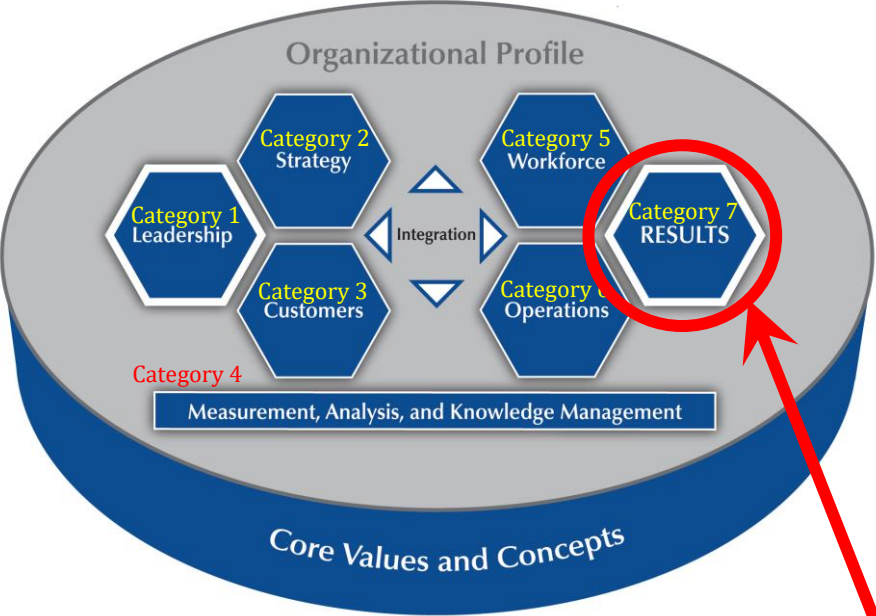 Organizational Profile
Category 2
Strategy
Category 5
Workforce
Category 1
Leadership
Integration
Category 7
RESULTS
Category 3
Customers
Category
Operations
Category 4
Measurement, Analysis, and Knowledge Management
Core Values and Concepts